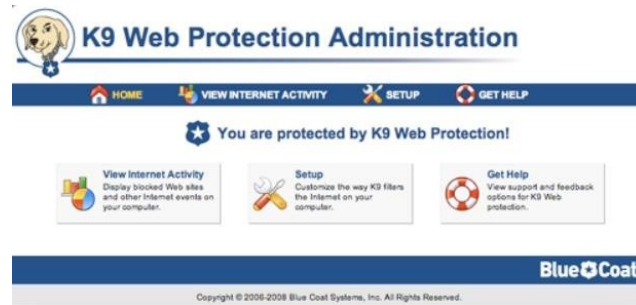 K9 Web Protection Administration
HOME VIEW INTERNET ACTIVITY SETUP GET HELP
You are protected by K9 Web Protection!
View Internet Activity
Display blocked Web sites
and other Internet events on
your computer.
Setup
Customize the way K9 filters
the Internet on your
computer.
Get Help
View support and feedback
options for K9 Web
protection.
Blue Coat
Copyright © 2006-2008 Blue Coat Systems, Inc. All Rights Reserved.